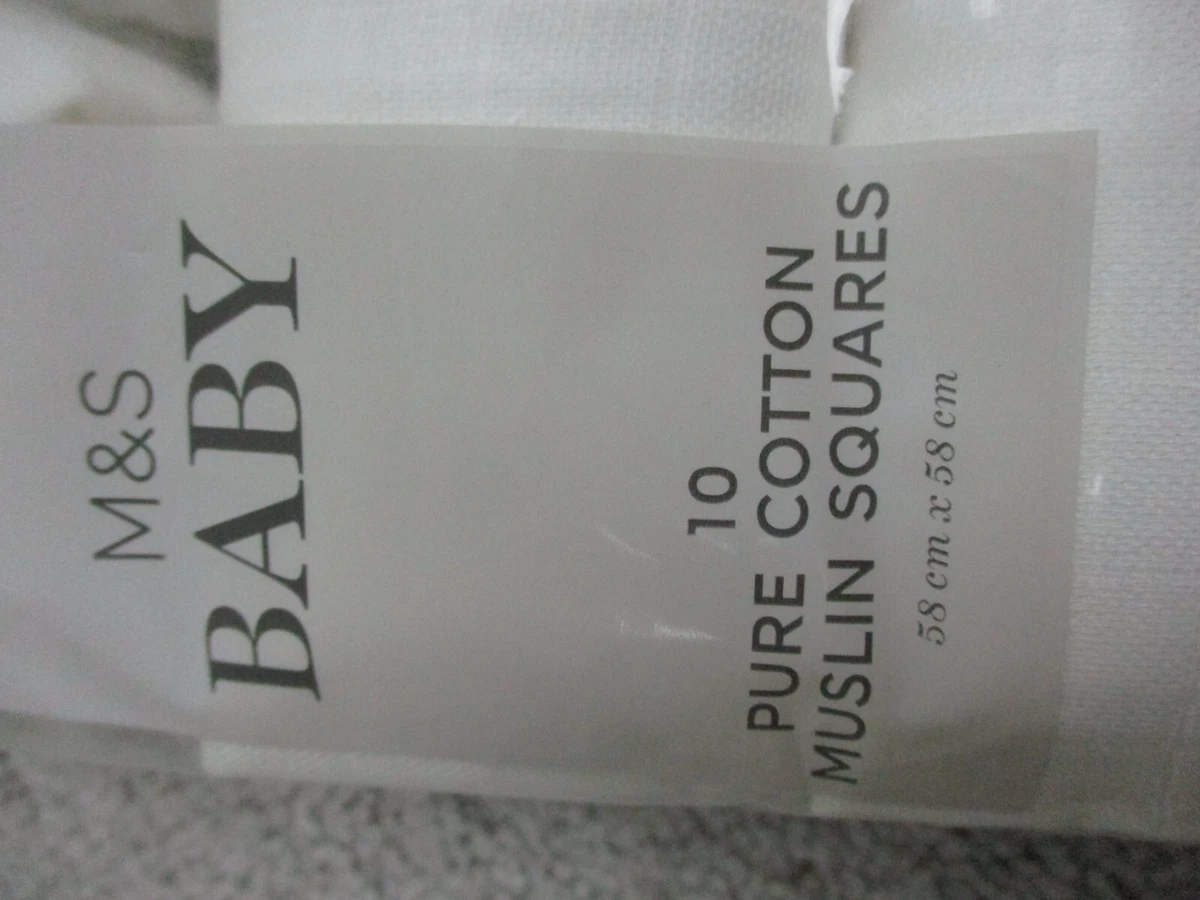 M&S
BABY
10
PURE COTTON
MUSLIN SQUARES
58 cm x 58 cm